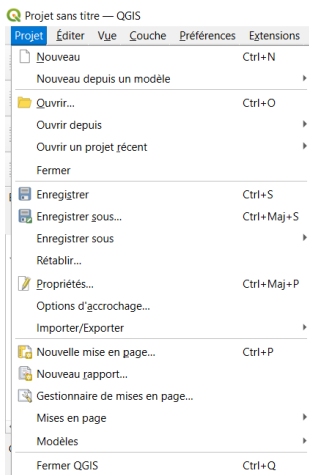 Projet sans titre — QGIS
Projet Éditer Vue Couche Préférences Extensions
Nouveau Ctrl+N
Nouveau depuis un modèle
Ouvrir... Ctrl+O
Ouvrir depuis
Ouvrir un projet récent
Fermer
Enregistrer Ctrl+S
Enregistrer sous... Ctrl+Maj+S
Enregistrer sous
Rétablir...
Propriétés... Ctrl+Maj+P
Options d'accrochage...
Importer/Exporter
Nouvelle mise en page... Ctrl+P
Nouveau rapport...
Gestionnaire de mises en page...
Mises en page
Modèles
Fermer QGIS Ctrl+Q